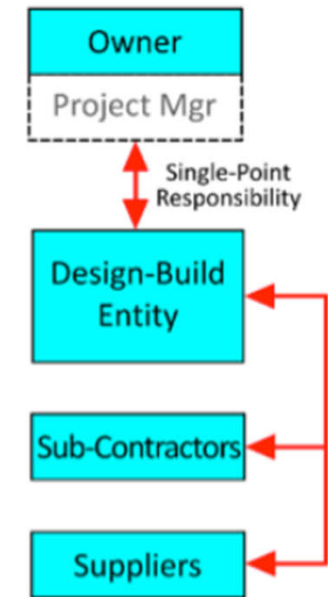 Owner
Project Mgr
Single-Point
Responsibility
Design-Build
Entity
Sub-Contractors
Suppliers